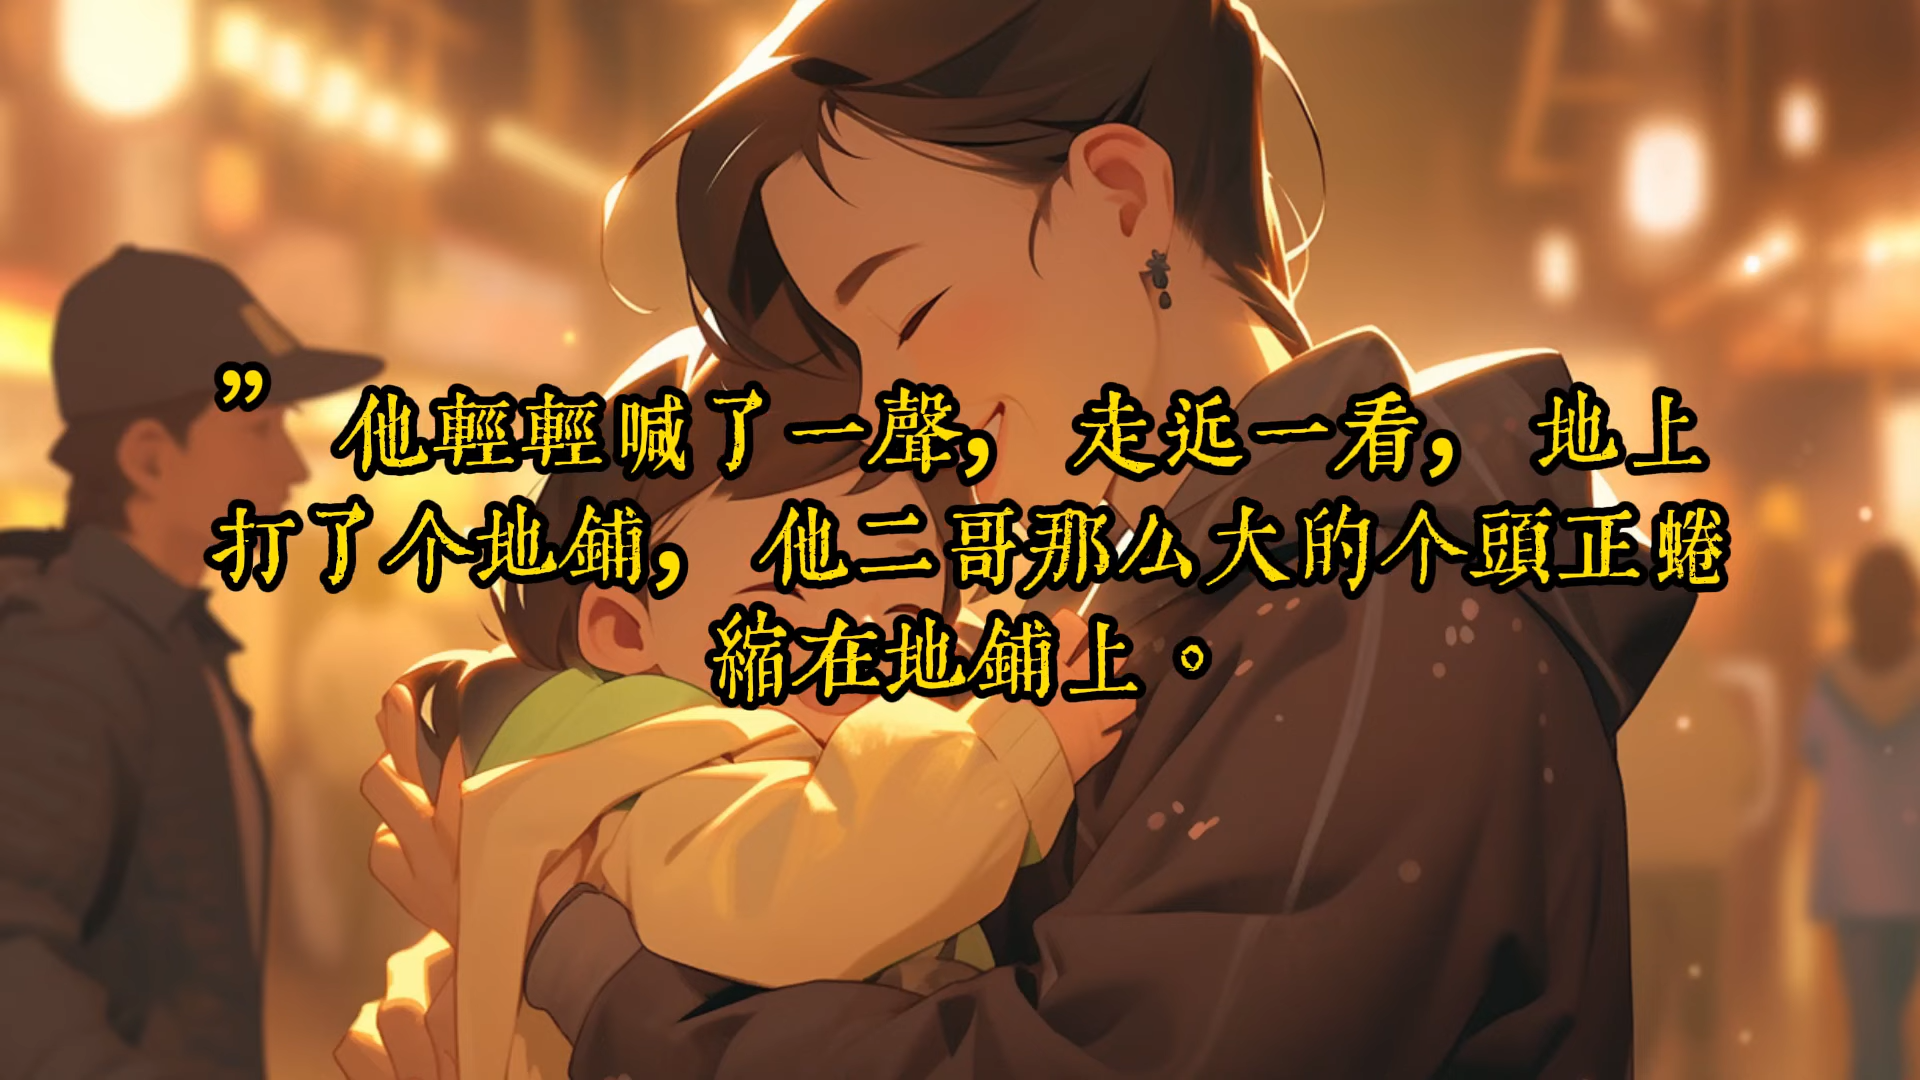 ” 他輕輕喊了一聲, 走近一看, 地上
打了个地鋪, 他二哥那么大的个頭正蜷
縮在地鋪上。